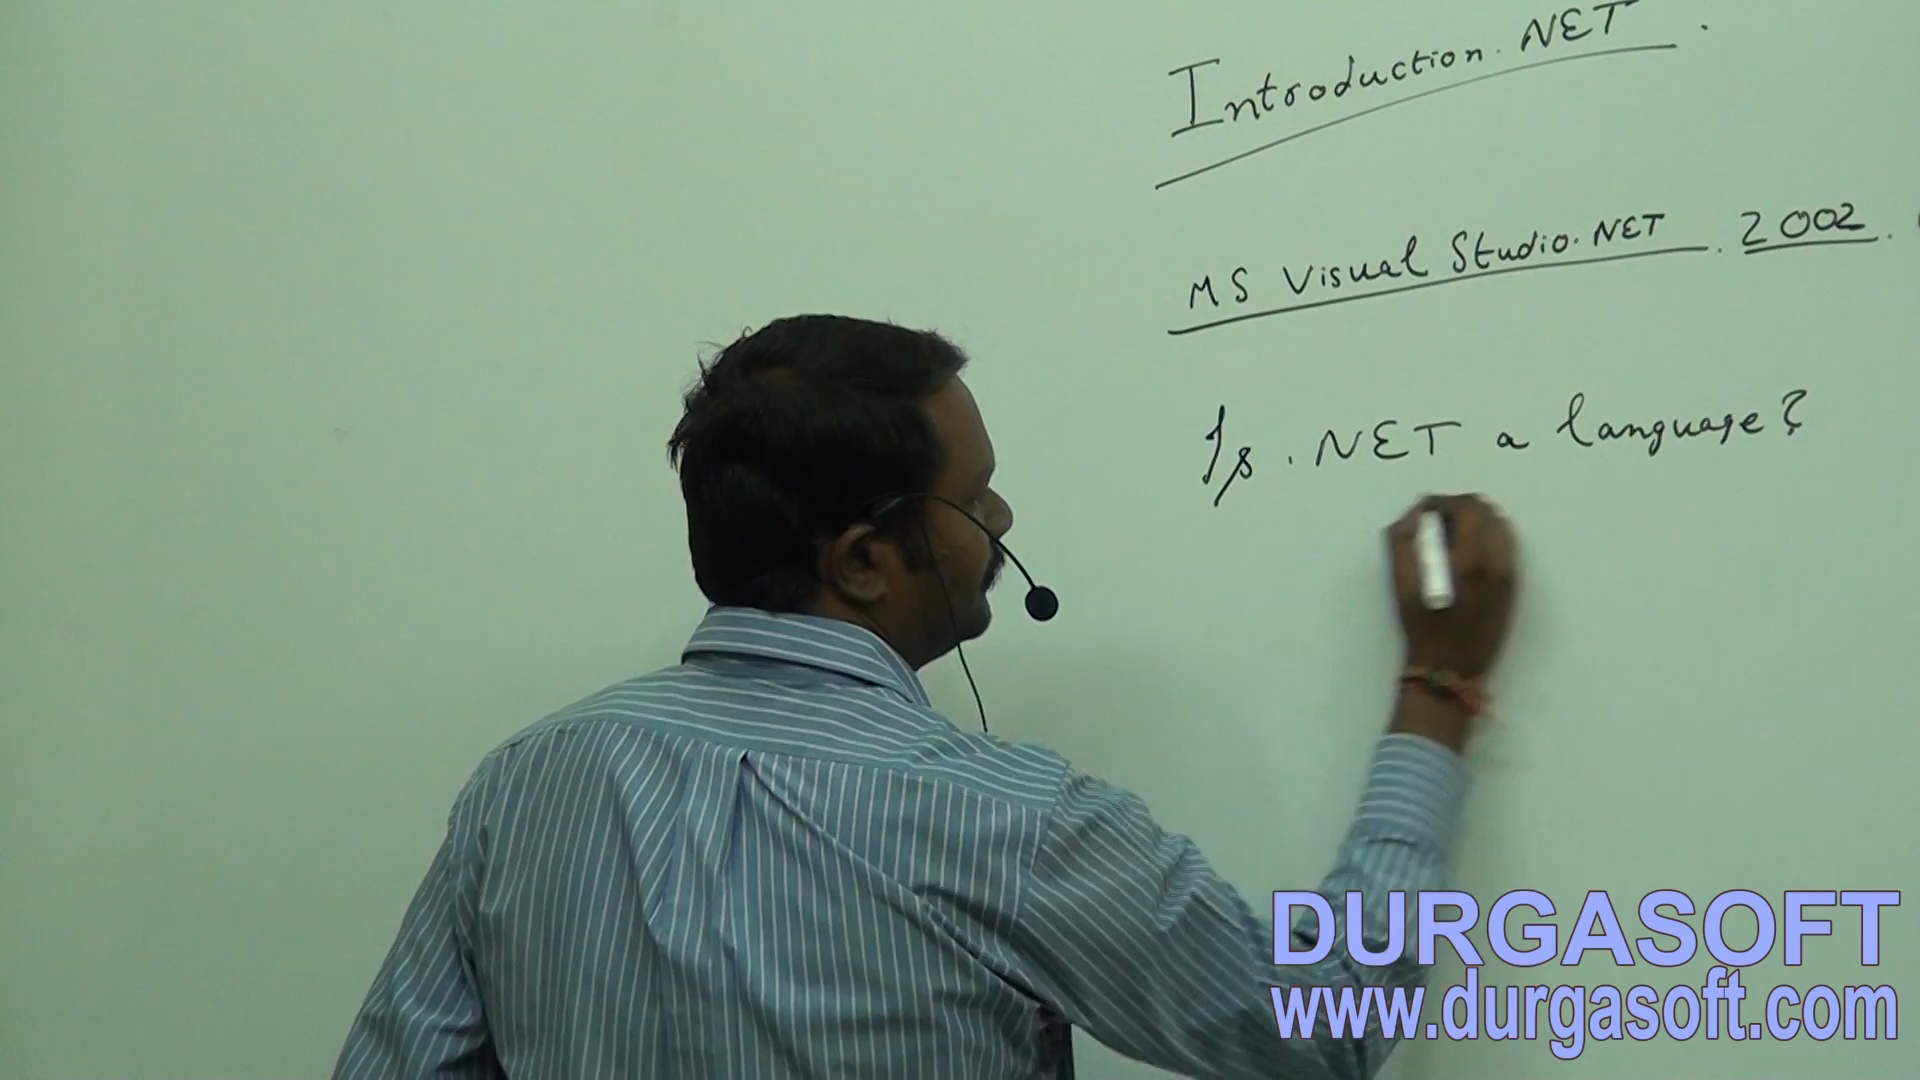 Introduction .NET .
MS Visual Studio.NET . 2002 .
Is .NET a language?
DURGASOFT
www.durgasoft.com